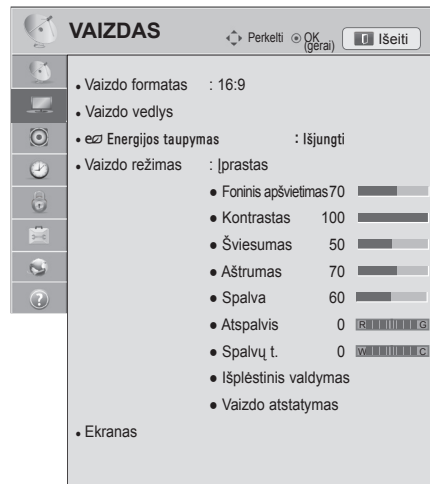 VAIZDAS
Perkelti
OK (gerai)
Išeiti
• Vaizdo formatas : 16:9
• Vaizdo vedlys
• Energijos taupymas : Išjungti
• Vaizdo režimas : Įprastas
● Foninis apšvietimas 70
● Kontrastas 100
● Šviesumas 50
● Aštrumas 70
● Spalva 60
● Atspalvis 0 R G
● Spalvų t. 0 W C
● Išplėstinis valdymas
● Vaizdo atstatymas
• Ekranas